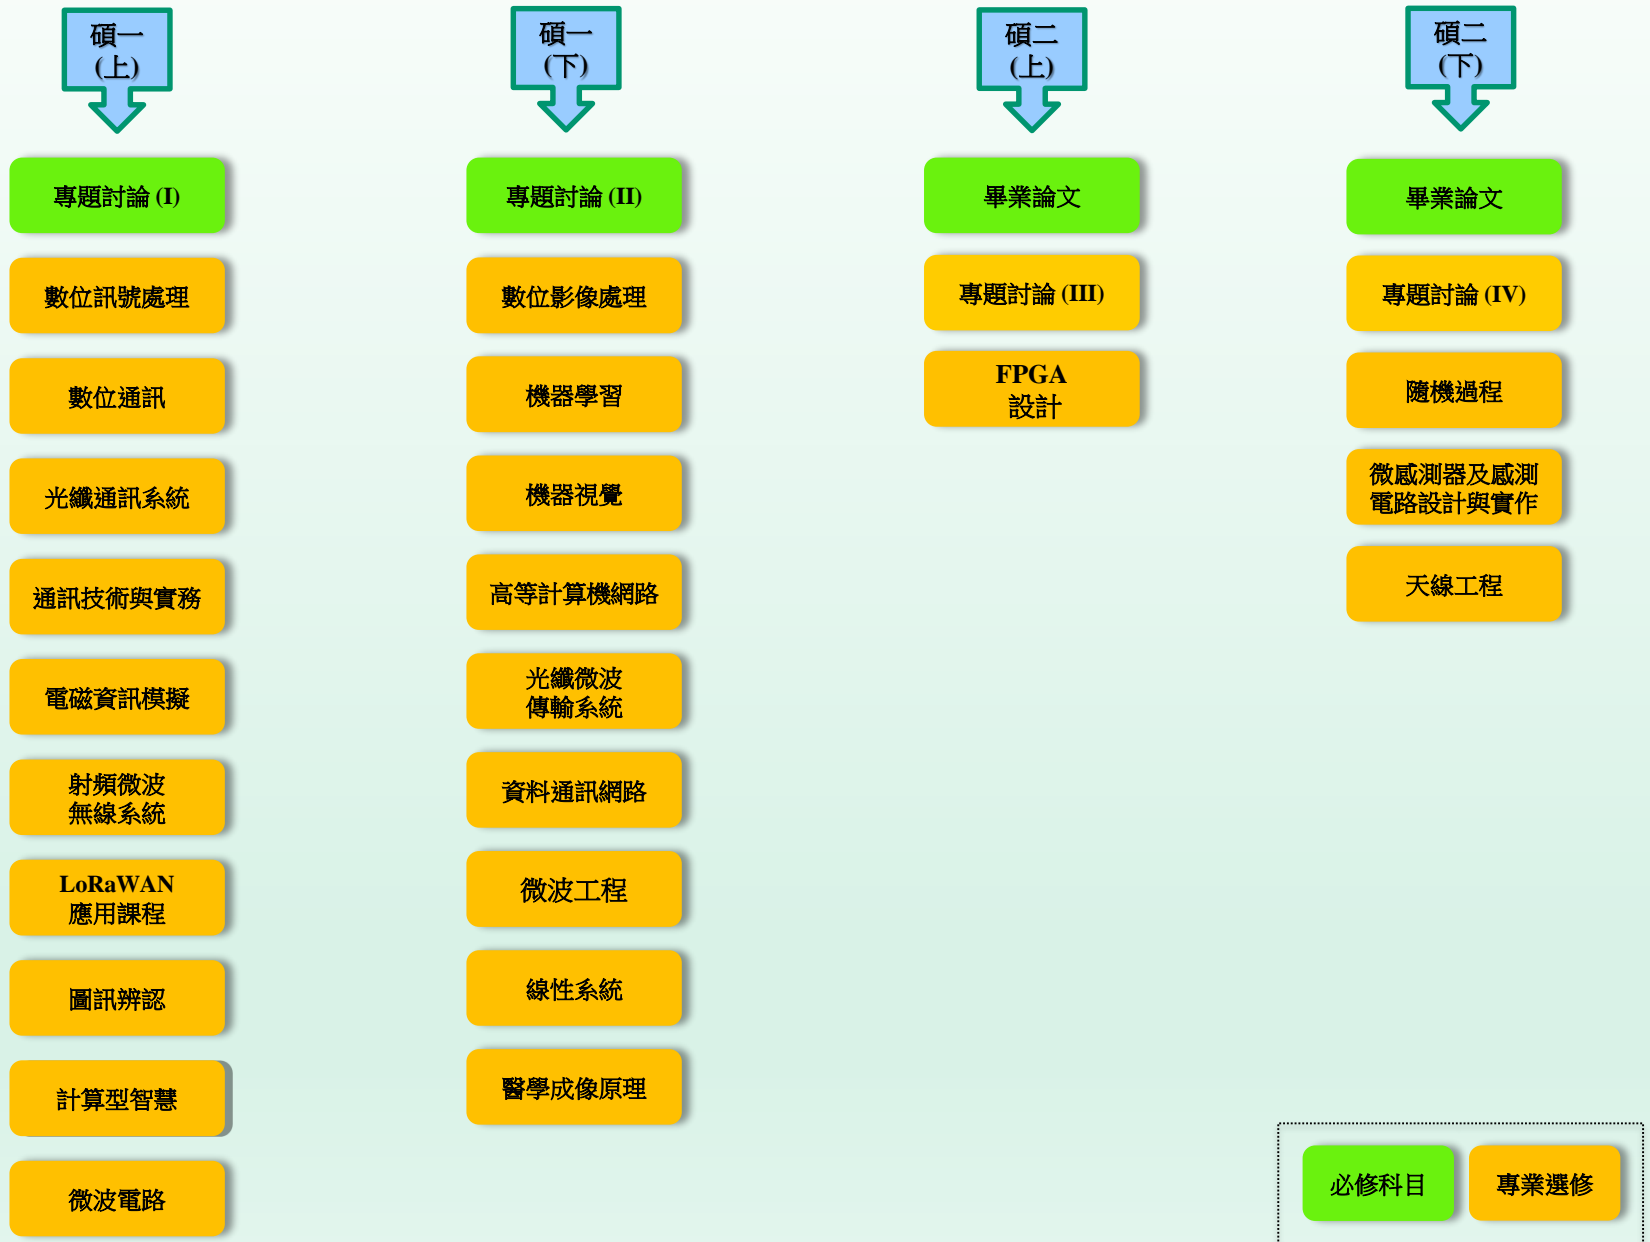 碩一
(上)
專題討論 (I)
數位訊號處理
數位通訊
光纖通訊系統
通訊技術與實務
電磁資訊模擬
射頻微波
無線系統
LoRaWAN
應用課程
圖訊辨認
計算型智慧
微波電路
碩一
(下)
專題討論 (II)
數位影像處理
機器學習
機器視覺
高等計算機網路
光纖微波
傳輸系統
資料通訊網路
微波工程
線性系統
醫學成像原理
碩二
(上)
畢業論文
專題討論 (III)
FPGA
設計
碩二
(下)
畢業論文
專題討論 (IV)
隨機過程
微感測器及感測
電路設計與實作
天線工程
必修科目
專業選修